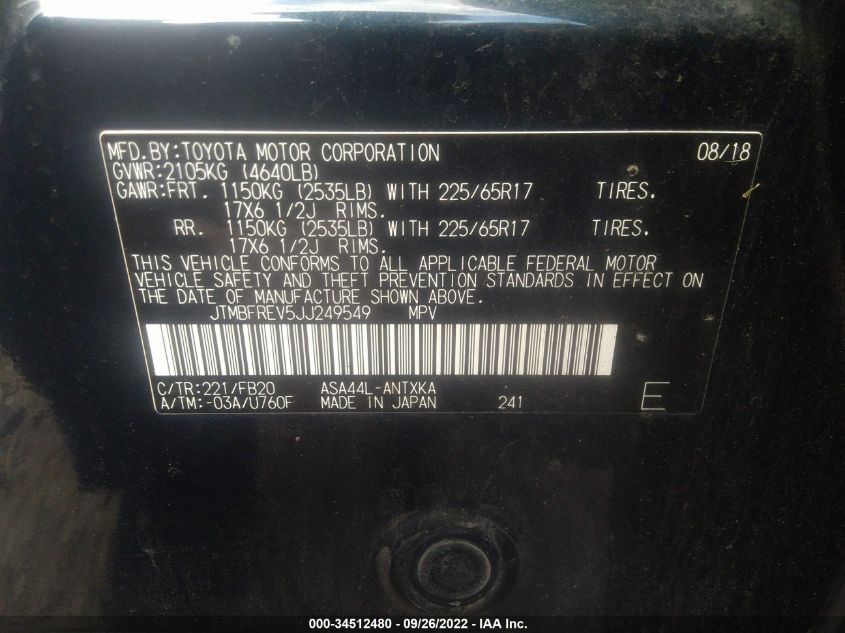 MFD. BY: TOYOTA MOTOR CORPORATION 08/18
GVWR: 2105KG (4640LB)
GAWR: FRT. 1150KG (2535LB) WITH 225/65R17 TIRES.
17X6 1/2J RIMS.
RR. 1150KG (2535LB) WITH 225/65R17 TIRES.
17X6 1/2J RIMS.
THIS VEHICLE CONFORMS TO ALL APPLICABLE FEDERAL MOTOR
VEHICLE SAFETY AND THEFT PREVENTION STANDARDS IN EFFECT ON
THE DATE OF MANUFACTURE SHOWN ABOVE.
JTMBFREV5JJ249549 MPV
C/TR: 221/FB20 ASA44L-ANTXKA
A/TM: -03A/U760F MADE IN JAPAN 241 E
000-34512480 - 09/26/2022 - IAA Inc.